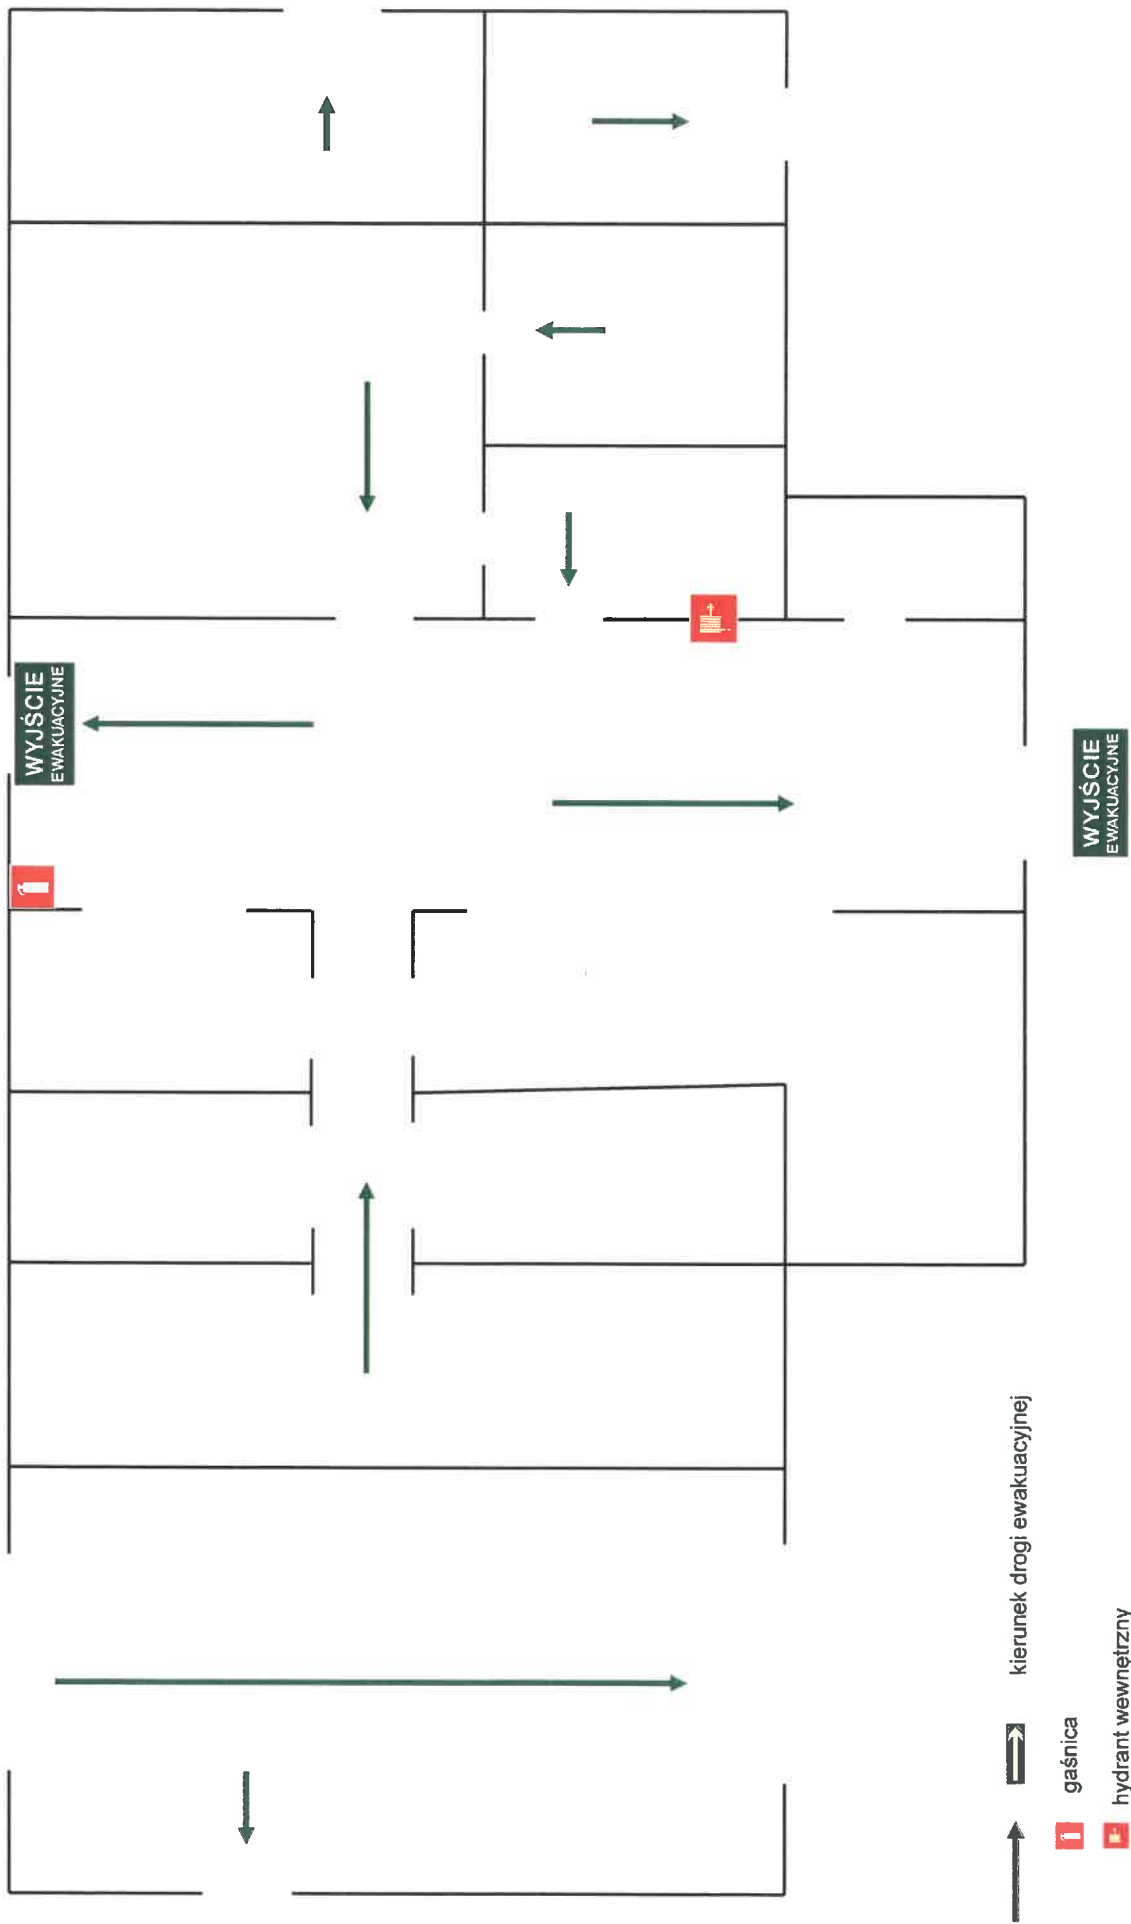 WYJŚCIE
EWAKUACYJNE
WYJŚCIE
EWAKUACYJNE
kierunek drogi ewakuacyjnej
gaśnica
hydrant wewnętrzny